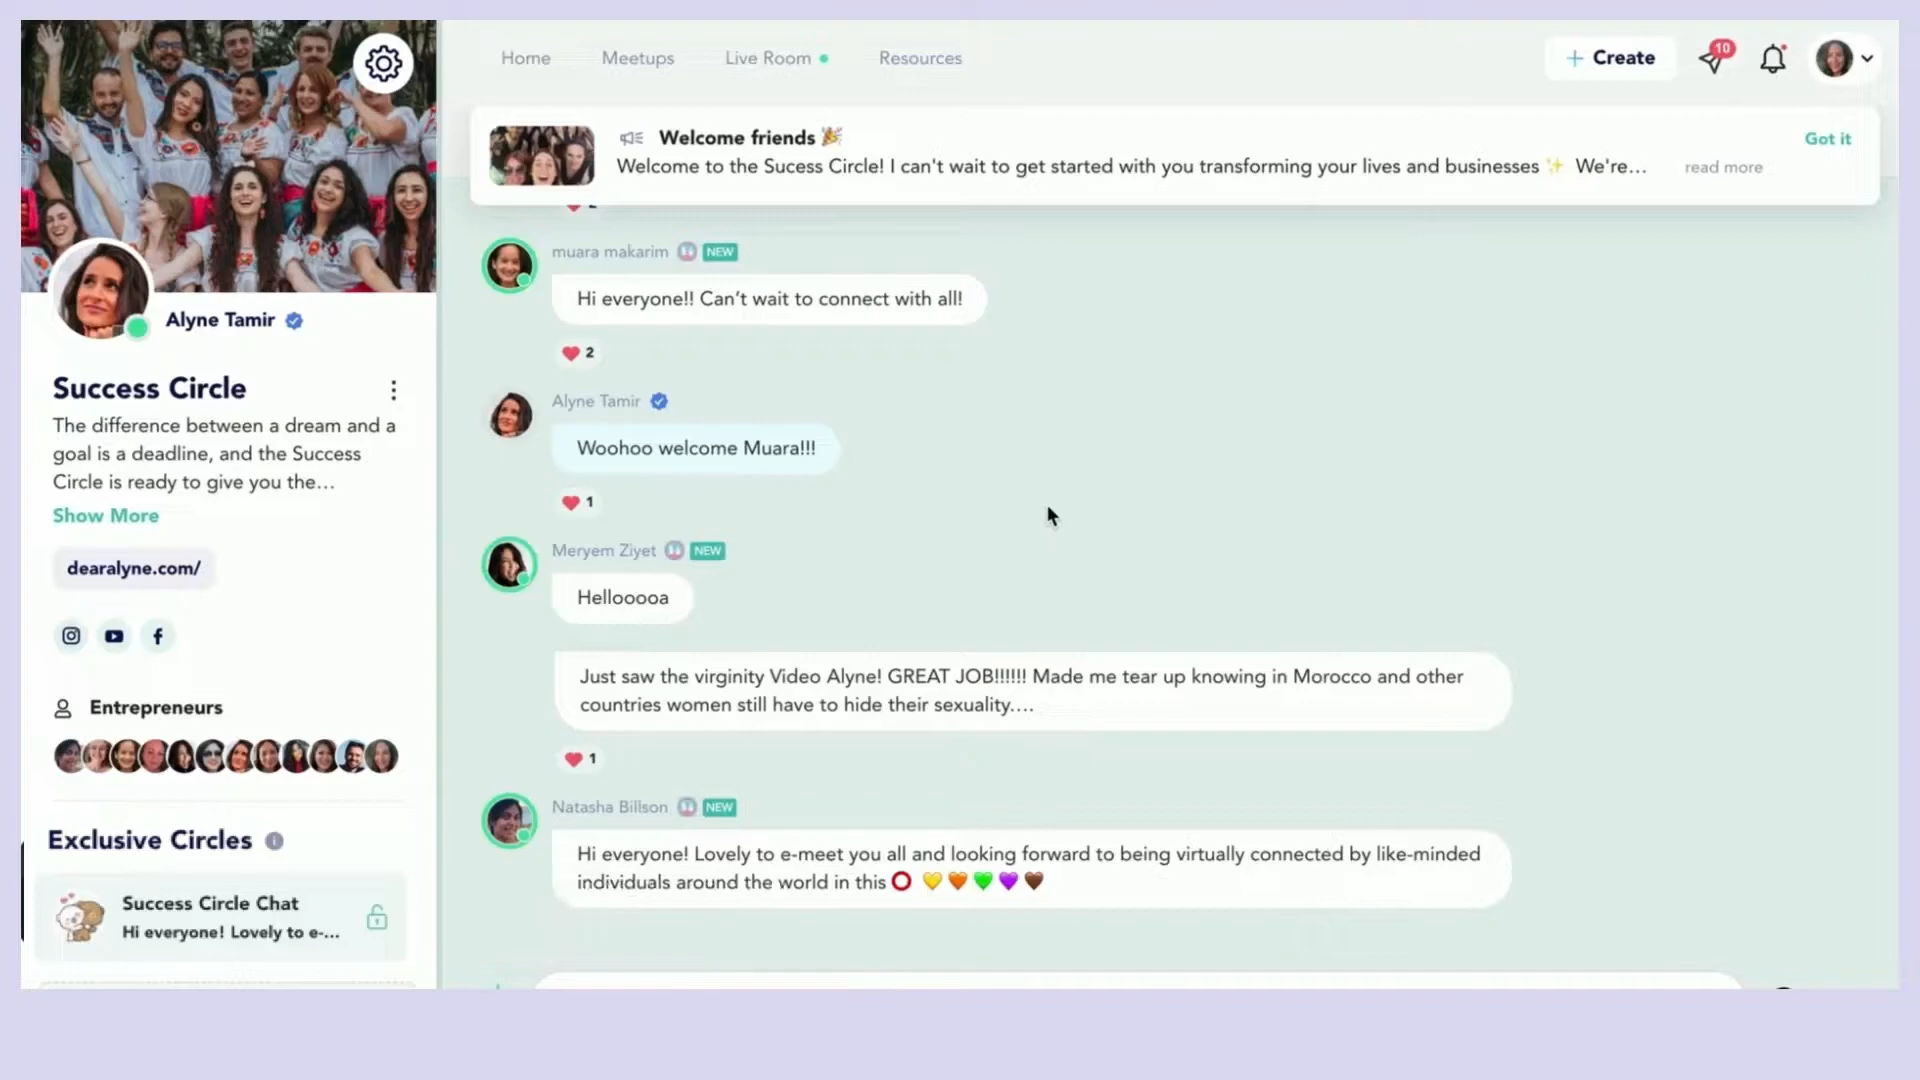 Home Meetups Live Room Resources
+ Create 10
Alyne Tamir
Success Circle
The difference between a dream and a
goal is a deadline, and the Success
Circle is ready to give you the...
Show More
dearalyne.com/
Entrepreneurs
Exclusive Circles
Success Circle Chat
Hi everyone! Lovely to e-...
Welcome friends 🎉
Got it
Welcome to the Sucess Circle! I can't wait to get started with you transforming your lives and businesses ✨ We're...
read more
muara makarim NEW
Hi everyone!! Can't wait to connect with all!
2
Alyne Tamir
Woohoo welcome Muara!!!
1
Meryem Ziyet NEW
Hellooooa
Just saw the virginity Video Alyne! GREAT JOB!!!!!! Made me tear up knowing in Morocco and other
countries women still have to hide their sexuality....
1
Natasha Billson NEW
Hi everyone! Lovely to e-meet you all and looking forward to being virtually connected by like-minded
individuals around the world in this ⭕ 💛🧡💚💜🤎